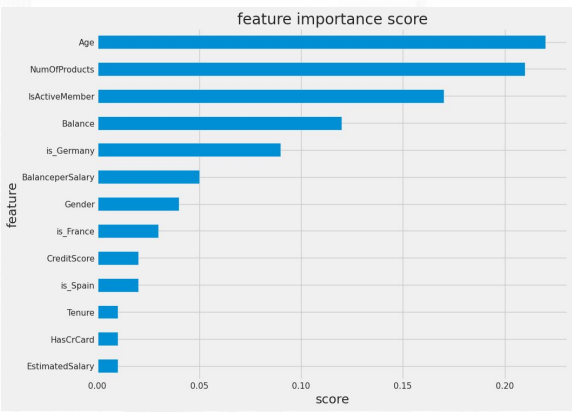 feature importance score
Age
NumOfProducts
IsActiveMember
Balance
is_Germany
BalanceperSalary
Gender
is_France
CreditScore
is_Spain
Tenure
HasCrCard
EstimatedSalary
feature
0.00 0.05 0.10 0.15 0.20
score